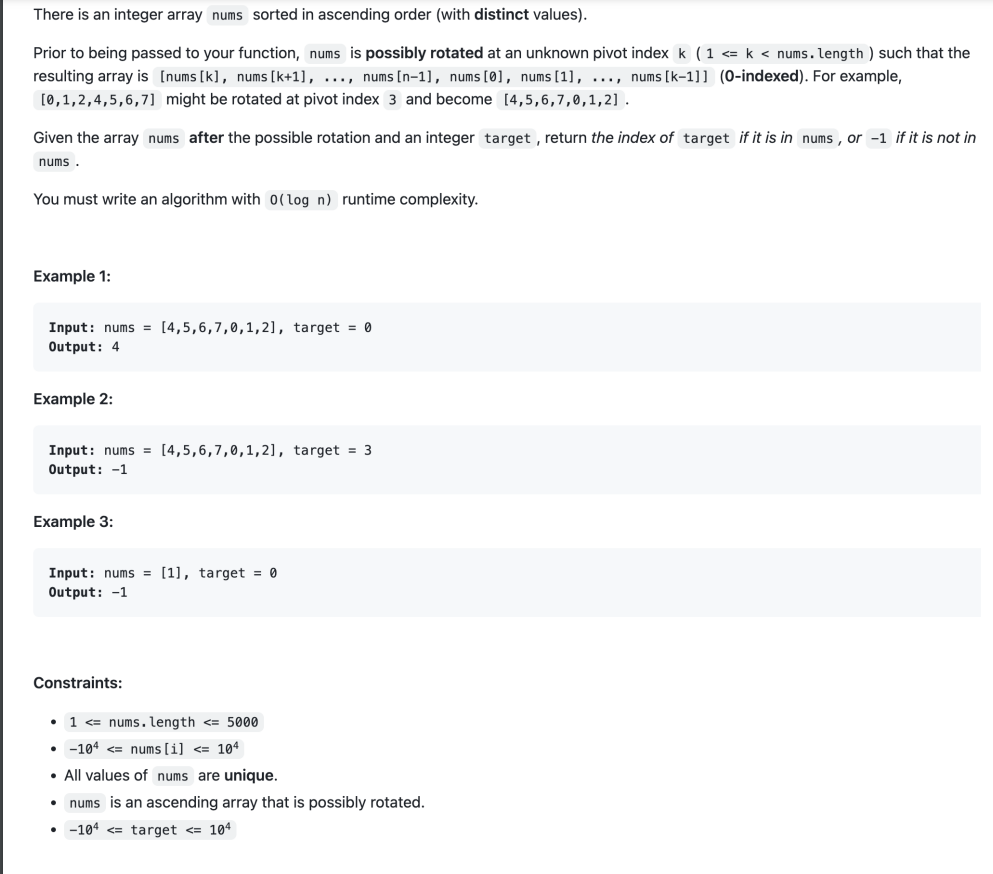 There is an integer array nums sorted in ascending order (with distinct values).
Prior to being passed to your function, nums is possibly rotated at an unknown pivot index k ( 1 <= k < nums.length ) such that the
resulting array is [nums[k], nums[k+1], ..., nums[n-1], nums[0], nums[1], ..., nums[k-1]] (0-indexed). For example,
[0,1,2,4,5,6,7] might be rotated at pivot index 3 and become [4,5,6,7,0,1,2] .
Given the array nums after the possible rotation and an integer target , return the index of target if it is in nums , or -1 if it is not in
nums .
You must write an algorithm with O(log n) runtime complexity.
Example 1:
Input: nums = [4,5,6,7,0,1,2], target = 0
Output: 4
Example 2:
Input: nums = [4,5,6,7,0,1,2], target = 3
Output: -1
Example 3:
Input: nums = [1], target = 0
Output: -1
Constraints:
• 1 <= nums.length <= 5000
• -10⁴ <= nums[i] <= 10⁴
• All values of nums are unique.
• nums is an ascending array that is possibly rotated.
• -10⁴ <= target <= 10⁴